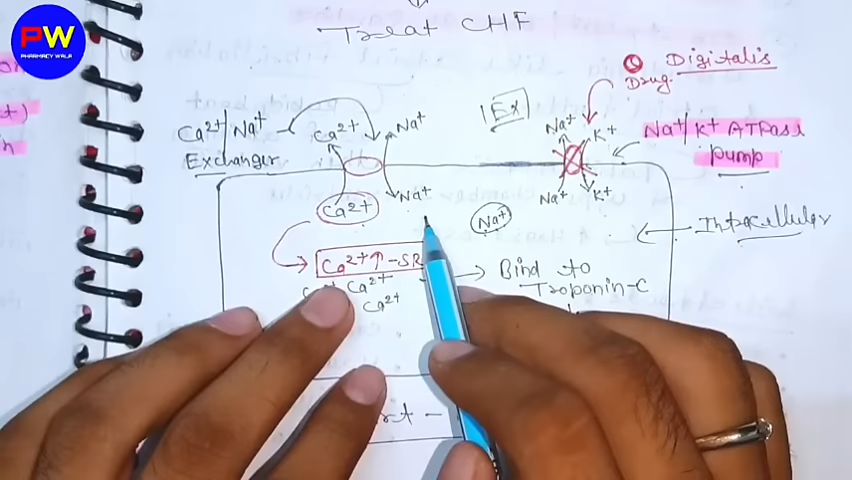 PW
PHARMACY WALA
Treat CHF
Digitalis
Drug.
Ex
Na+/K+ ATPase
pump
Ca2+/Na+
Exchanger
Ca2+
Na+
Na+
K+
Ca2+
Na+
Na+
K+
Na+
Intracellular
Ca2+↑-SR
Ca2+
Ca2+
Bind to
Troponin-C